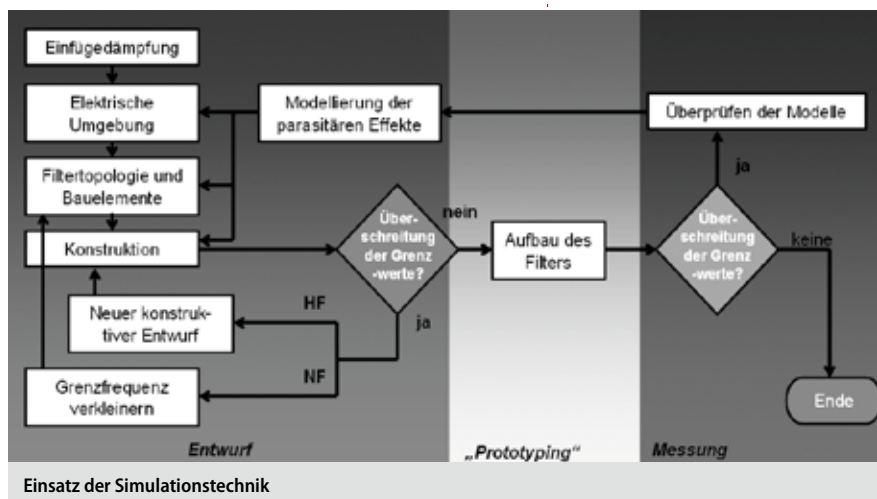 Einfügedämpfung
Elektrische
Umgebung
Modellierung der
parasitären Effekte
Überprüfen der Modelle
Filtertopologie und
Bauelemente
Konstruktion
Über-
schreitung
der Grenz
-werte?
nein
Aufbau des
Filters
ja
Über-
schreitung
der Grenz
-werte?
keine
Neuer konstruk-
tiver Entwurf
HF
ja
Grenzfrequenz
verkleinern
NF
Ende
Entwurf
„Prototyping“
Messung
Einsatz der Simulationstechnik